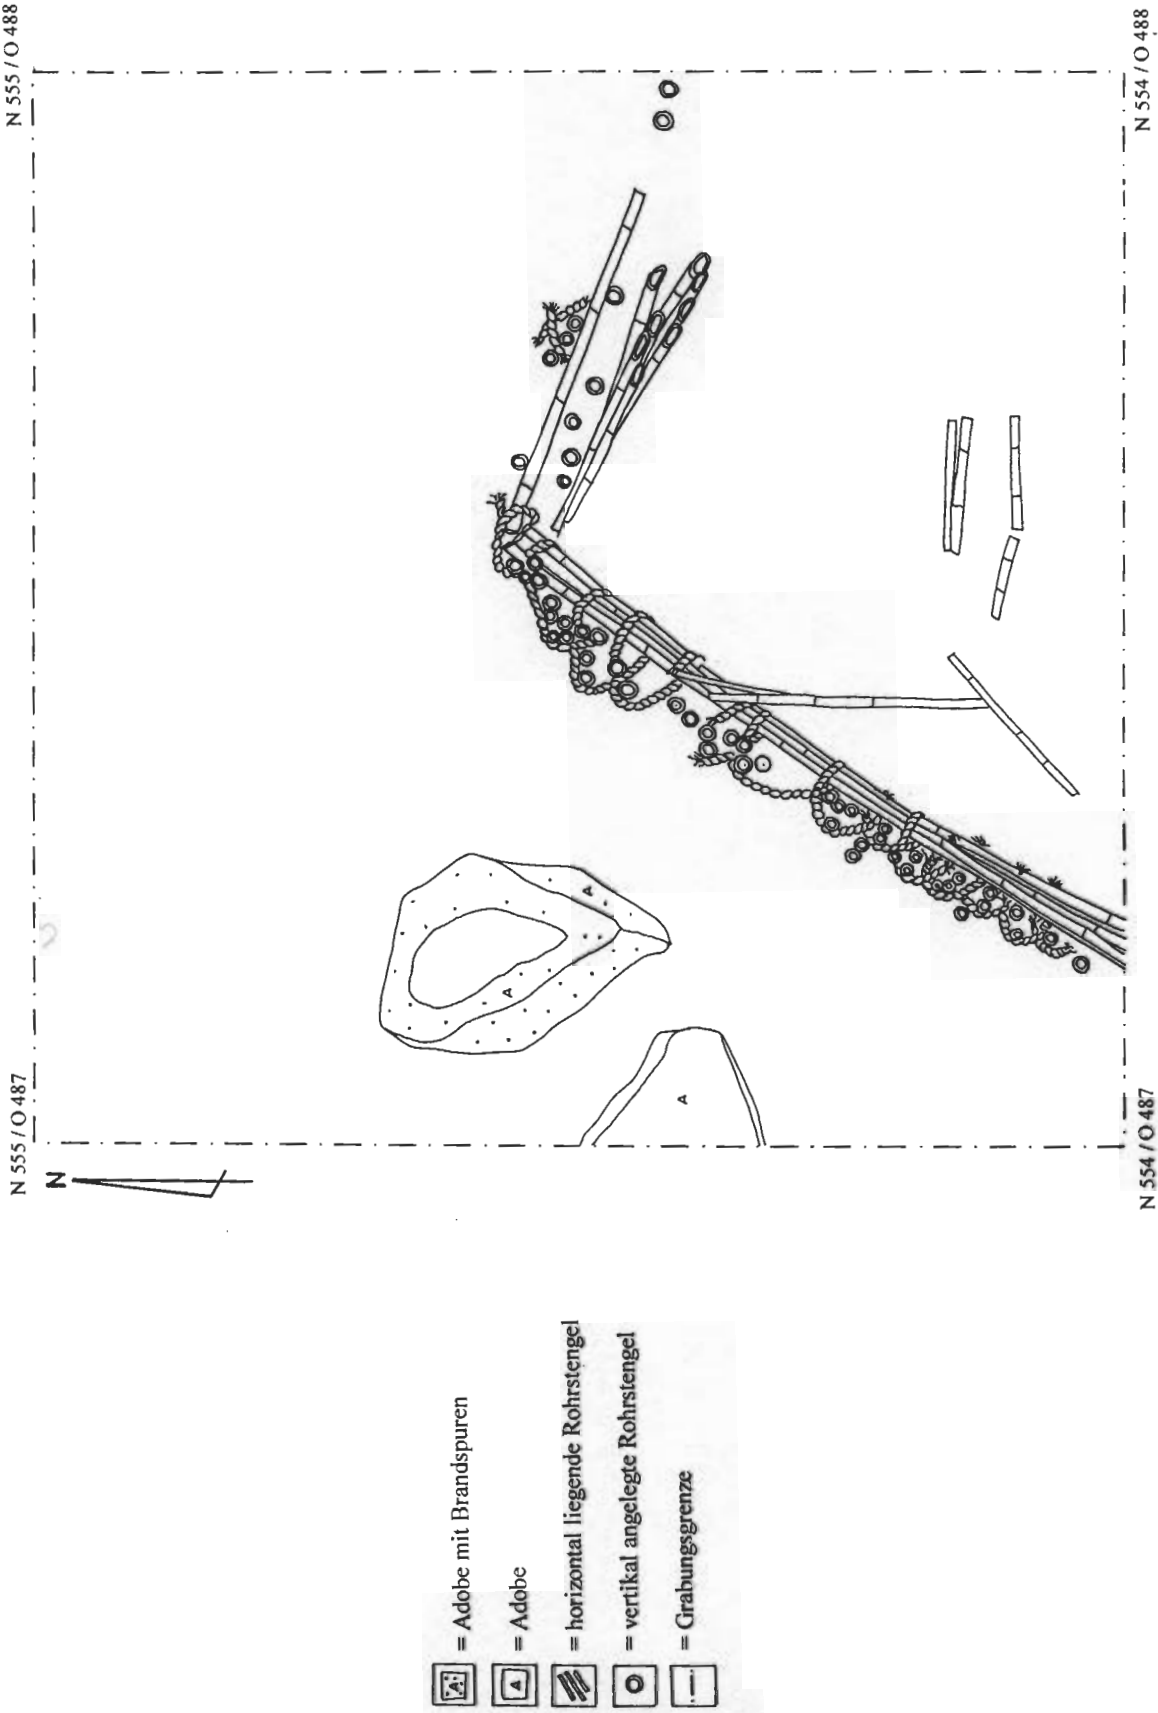 N 555 / O 487
N 555 / O 488
N
A
A
A
N 554 / O 487
N 554 / O 488
A = Adobe mit Brandspuren
A = Adobe
= horizontal liegende Rohrstengel
= vertikal angelegte Rohrstengel
= Grabungsgrenze